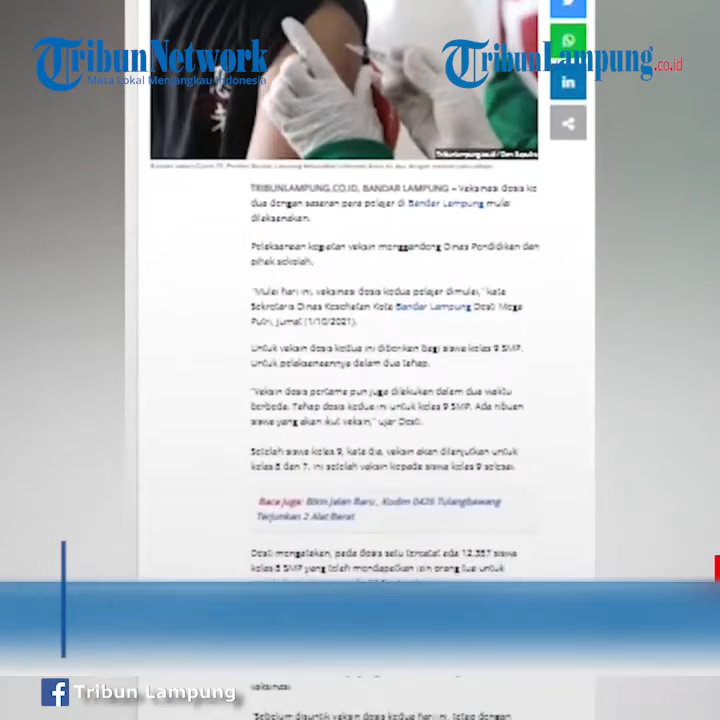 Tribun Network
Mata Lokal Menjangkau Indonesia
TribunLampung.co.id
Tribunlampung.co.id / Deni Saputra
TRIBUNLAMPUNG.CO.ID, BANDAR LAMPUNG – Vaksinasi dosis ke
dua dengan sasaran para pelajar di Bandar Lampung mulai
dilaksanakan.
Pelaksanaan kegiatan vaksin menggandeng Dinas Pendidikan dan
pihak sekolah.
"Mulai hari ini, vaksinasi dosis kedua pelajar dimulai," kata
Sekretaris Dinas Kesehatan Kota Bandar Lampung Desti Mega
Putri, Jumat (1/10/2021).
Untuk vaksin dosis kedua ini diberikan bagi siswa kelas 9 SMP.
Untuk pelaksanaannya dalam dua tahap.
"Vaksin dosis pertama pun juga dilakukan dalam dua waktu
berbeda. Tahap dosis kedua ini untuk kelas 9 SMP. Ada ribuan
siswa yang akan ikut vaksin," ujar Desti.
Setelah siswa kelas 9, kata dia, vaksin akan dilanjutkan untuk
kelas 8 dan 7. Ini setelah vaksin kepada siswa kelas 9 selesai.
Baca juga: Bikin Jalan Baru, Kodim 0426 Tulangbawang
Terjunkan 2 Alat Berat
Desti mengatakan, pada dosis satu tercatat ada 12.357 siswa
kelas 8 SMP yang telah mendapatkan izin orang tua untuk
vaksinasi.
"Sebelum disuntik vaksin dosis kedua hari ini, tetap dengan
Tribun Lampung